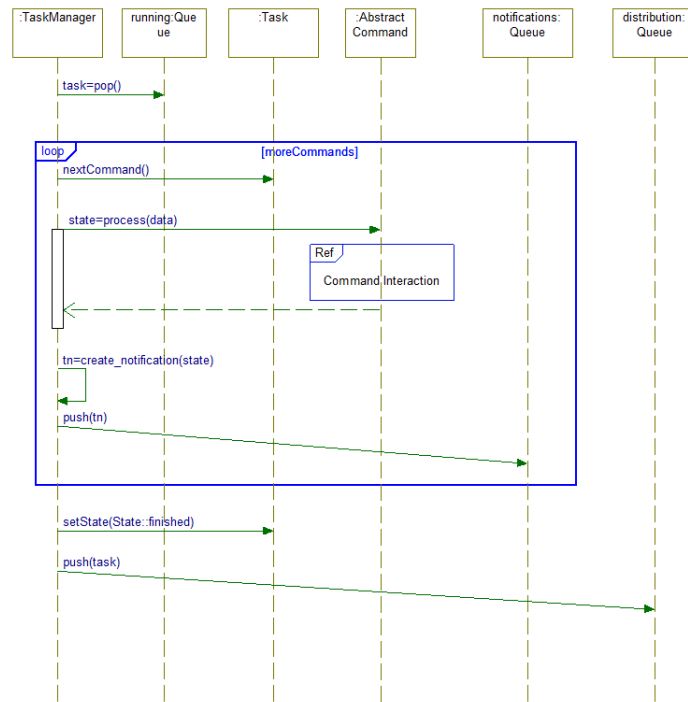 :TaskManager
running:Que
ue
:Task
:Abstract
Command
notifications:
Queue
distribution:
Queue
task=pop()
loop
[moreCommands]
nextCommand()
state=process(data)
Ref
Command Interaction
tn=create_notification(state)
push(tn)
setState(State::finished)
push(task)